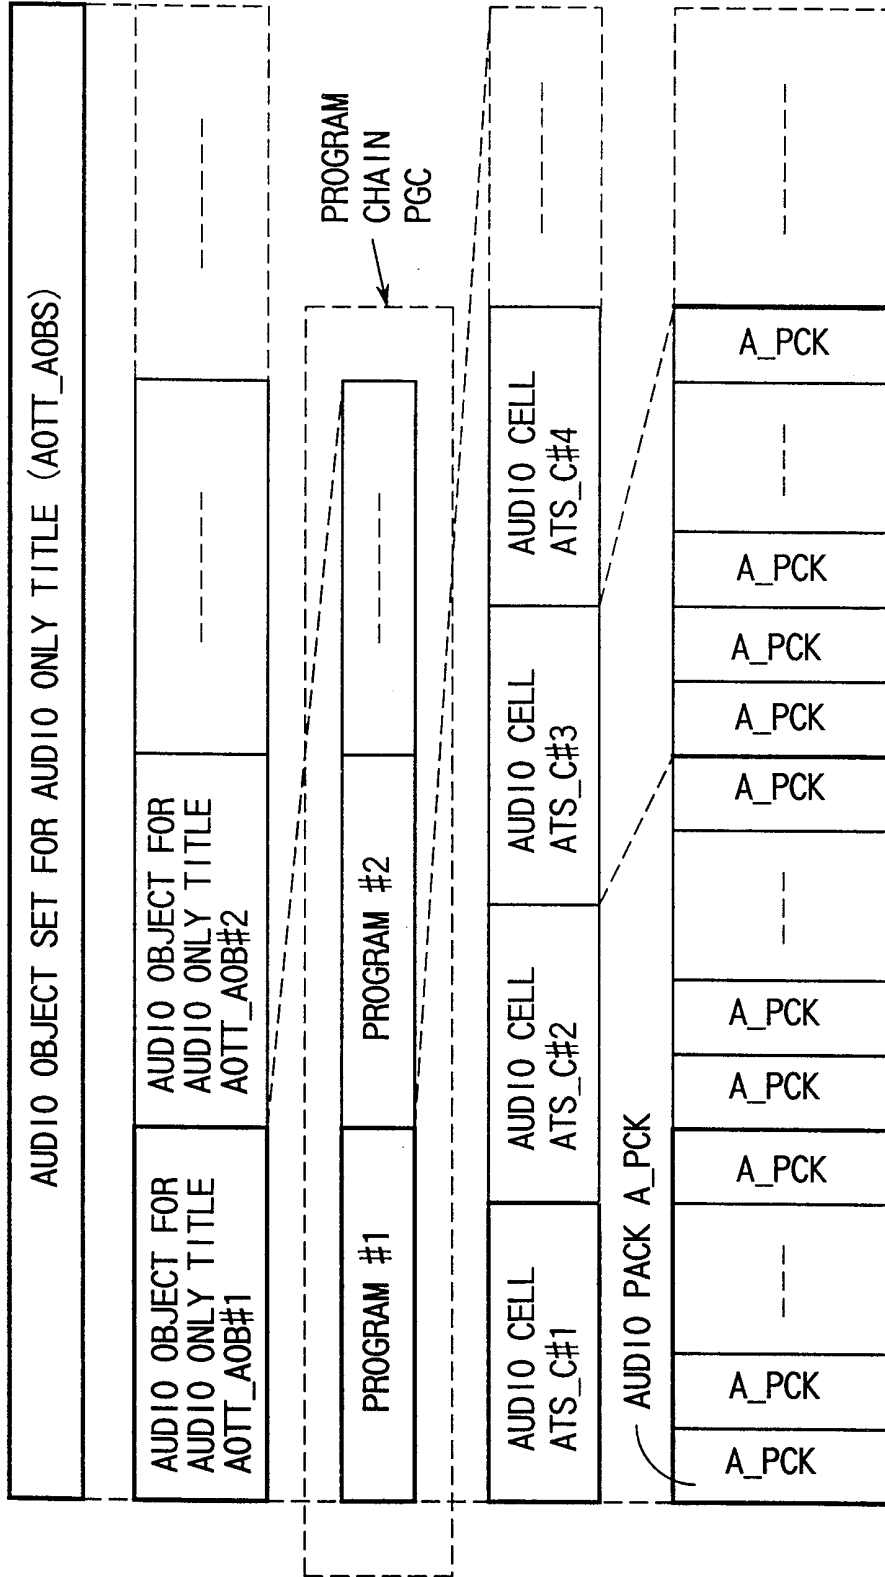 AUDIO OBJECT SET FOR AUDIO ONLY TITLE (AOTT_AOBS)
AUDIO OBJECT FOR
AUDIO ONLY TITLE
AOTT_AOB#1
AUDIO OBJECT FOR
AUDIO ONLY TITLE
AOTT_AOB#2
PROGRAM #1
PROGRAM #2
PROGRAM
CHAIN
PGC
AUDIO CELL
ATS_C#1
AUDIO CELL
ATS_C#2
AUDIO CELL
ATS_C#3
AUDIO CELL
ATS_C#4
AUDIO PACK A_PCK
A_PCK
A_PCK
A_PCK
A_PCK
A_PCK
A_PCK
A_PCK
A_PCK
A_PCK
A_PCK